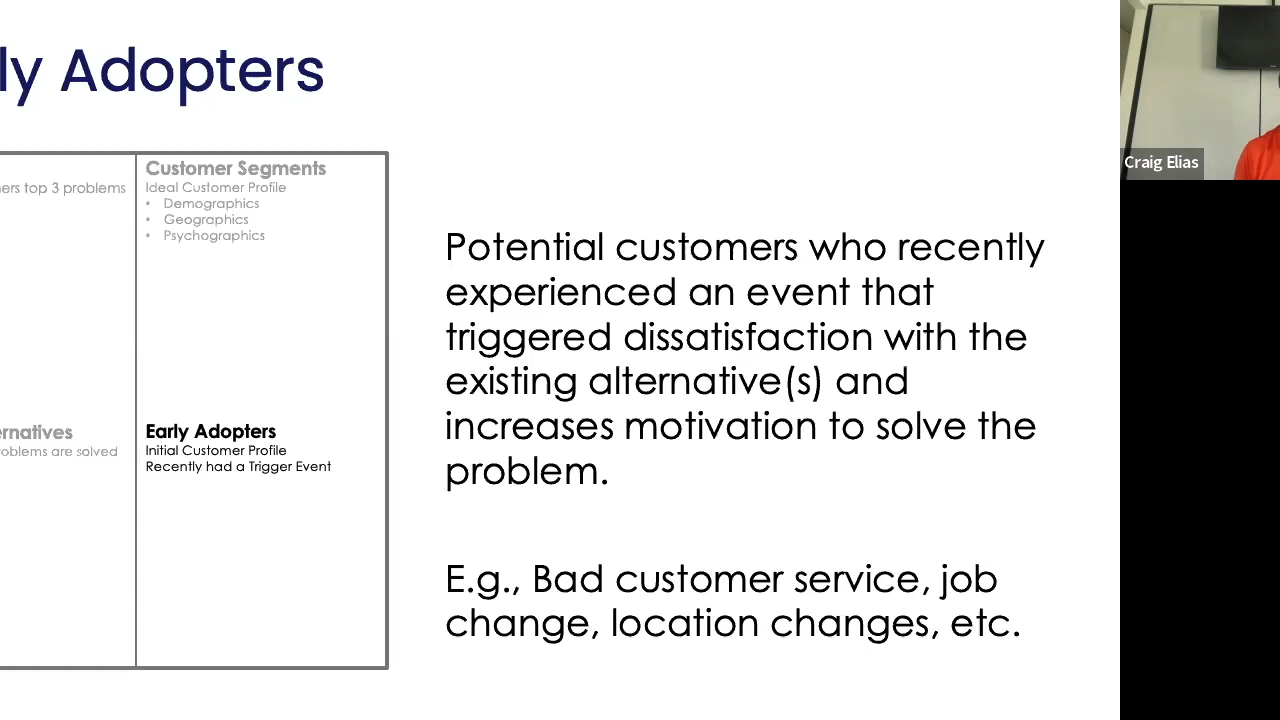 ly Adopters
Customer Segments
ers top 3 problems
Ideal Customer Profile
• Demographics
• Geographics
• Psychographics
rnatives
oblems are solved
Early Adopters
Initial Customer Profile
Recently had a Trigger Event
Potential customers who recently
experienced an event that
triggered dissatisfaction with the
existing alternative(s) and
increases motivation to solve the
problem.
E.g., Bad customer service, job
change, location changes, etc.
Craig Elias